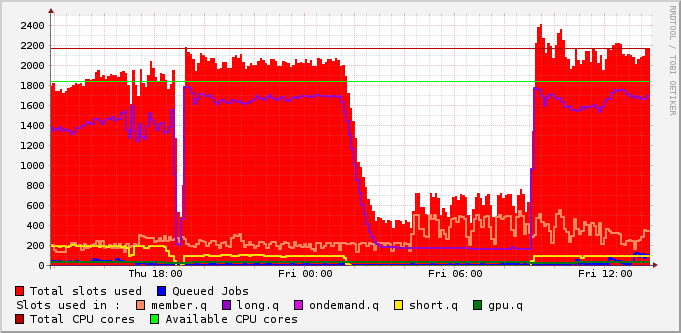 2400
2200
2000
1800
1600
1400
1200
1000
800
600
400
200
0
Thu 18:00 Fri 00:00 Fri 06:00 Fri 12:00
RRDTOOL / TOBI OETIKER
Total slots used Queued Jobs
Slots used in : member.q long.q ondemand.q short.q gpu.q
Total CPU cores Available CPU cores